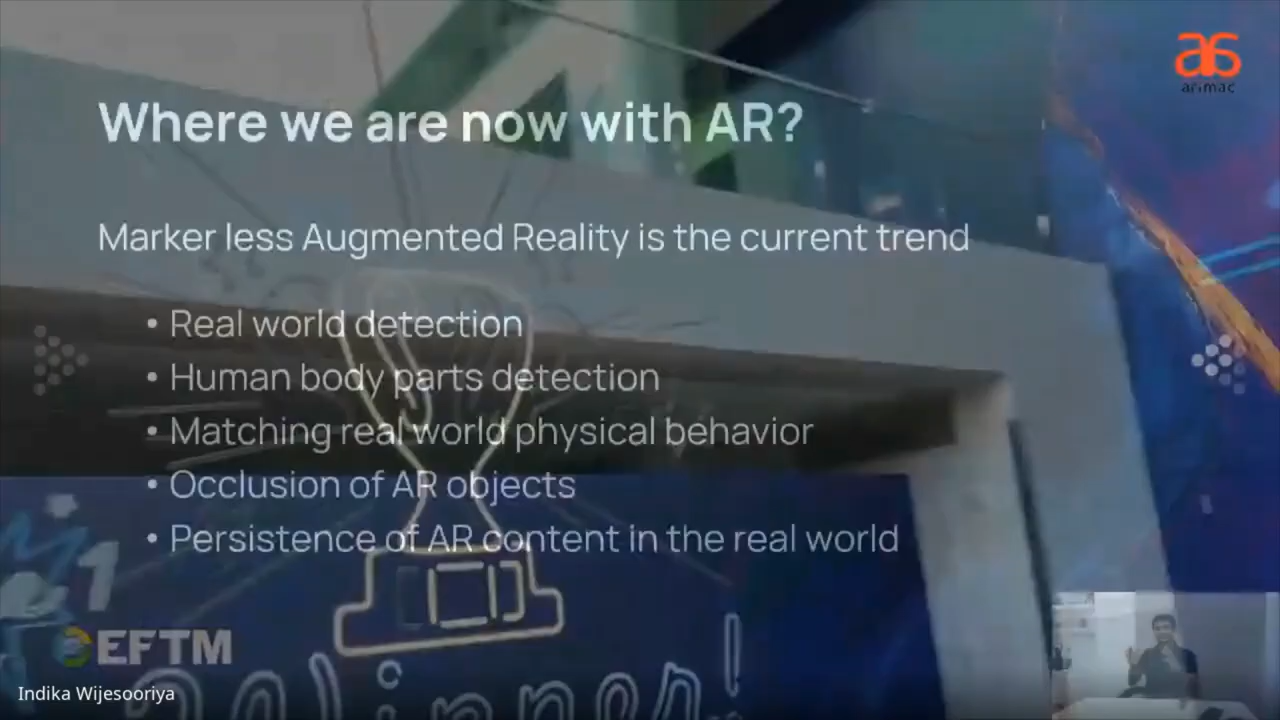 arimac
Where we are now with AR?
Marker less Augmented Reality is the current trend
• Real world detection
• Human body parts detection
• Matching real world physical behavior
• Occlusion of AR objects
• Persistence of AR content in the real world
1
EFTM
Indika Wijesooriya